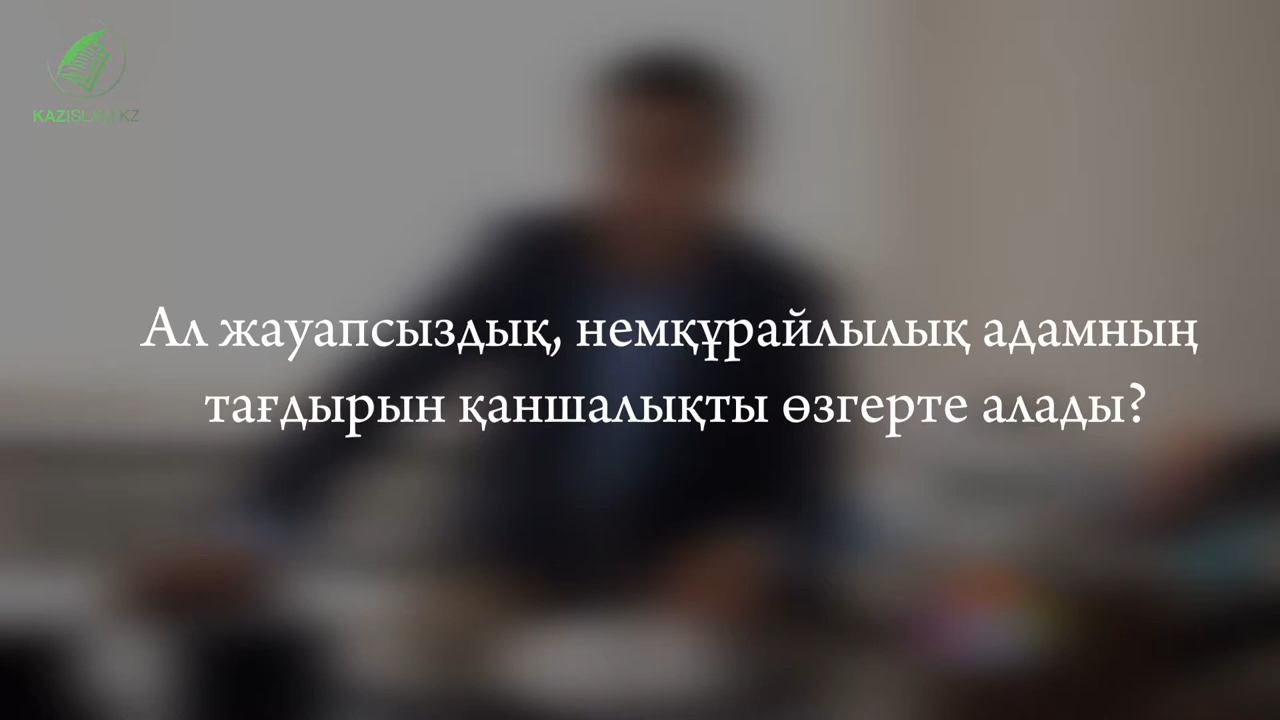 KAZISLAM.KZ
Ал жауапсыздық, немқұрайлылық адамның
тағдырын қаншалықты өзгерте алады?